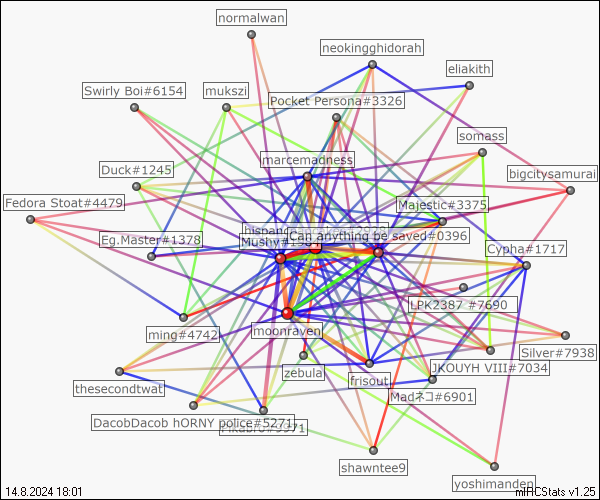 normalwan
neokingghidorah
eliakith
Swirly Boi#6154
mukszi
Pocket Persona#3326
somass
marcemadness
Duck#1245
bigcitysamurai
Fedora Stoat#4479
Majestic#3375
Can anything be saved#0396
Eg.Master#1378
Cypha#1717
LPK2387 #7690
moonraven
ming#4742
Silver#7938
JKOUYH VIII#7034
zebula
frisout
thesecondtwat
Madネコ#6901
DacobDacob hORNY police#5271
shawntee9
yoshimanden
14.8.2024 18:01
mIRCStats v1.25